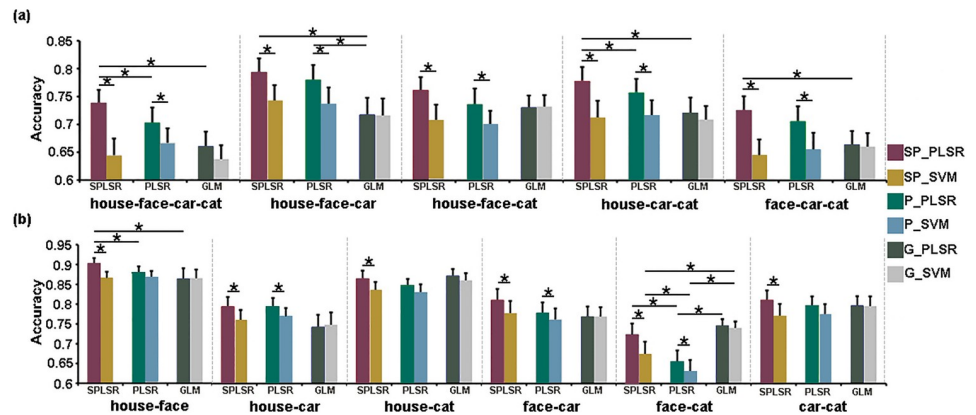 (a)
Accuracy
0.85
0.8
0.75
0.7
0.65
0.6
SPLSR PLSR GLM SPLSR PLSR GLM SPLSR PLSR GLM SPLSR PLSR GLM SPLSR PLSR GLM
house-face-car-cat house-face-car house-face-cat house-car-cat face-car-cat
* * * * * * * * * * * * * * * * *
SP_PLSR
SP_SVM
P_PLSR
P_SVM
G_PLSR
G_SVM
(b)
Accuracy
0.95
0.9
0.85
0.8
0.75
0.7
0.65
0.6
* * * * * * * * * * * * * * * *
SPLSR PLSR GLM SPLSR PLSR GLM SPLSR PLSR GLM SPLSR PLSR GLM SPLSR PLSR GLM SPLSR PLSR GLM
house-face house-car house-cat face-car face-cat car-cat